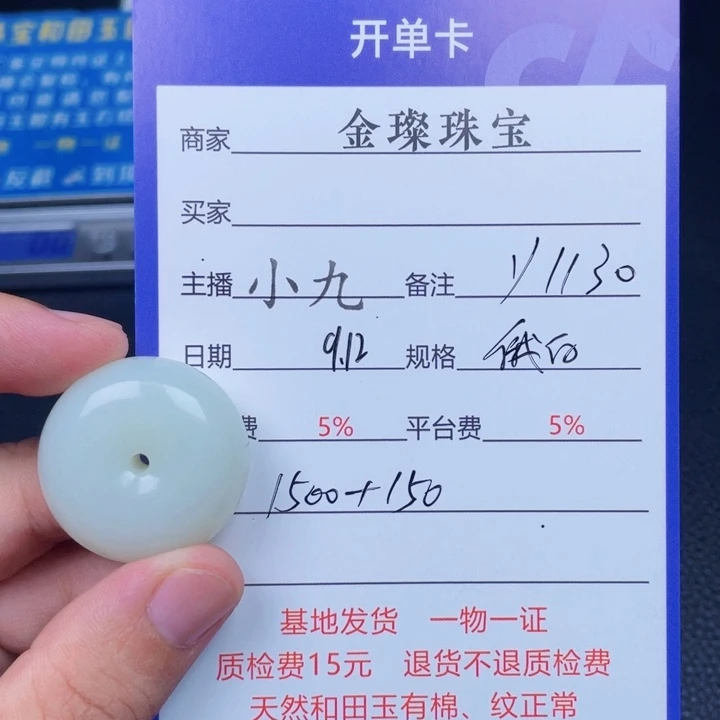 开单卡
商家 金璨珠宝
买家
主播 小九 备注 Y1130
日期 9.12 规格 俄白
费 5% 平台费 5%
1500+150
基地发货 一物一证
质检费15元 退货不退质检费
天然和田玉有棉、纹正常